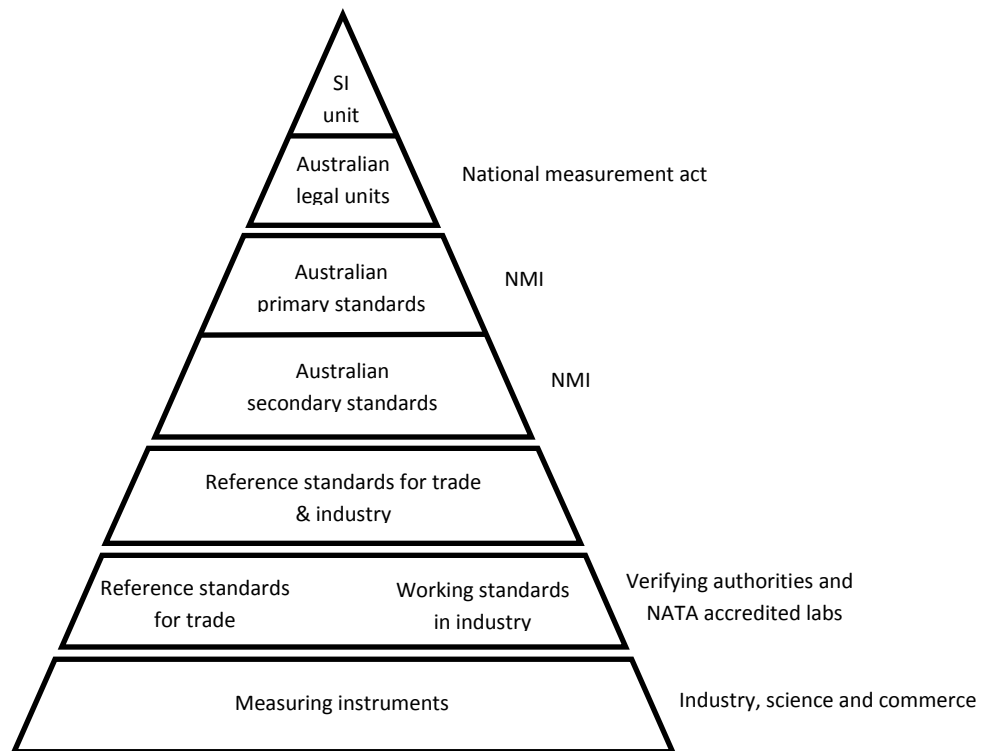 SI
unit
Australian
legal units
National measurement act
Australian
primary standards
NMI
Australian
secondary standards
NMI
Reference standards for trade
& industry
Reference standards
for trade
Working standards
in industry
Verifying authorities and
NATA accredited labs
Measuring instruments
Industry, science and commerce